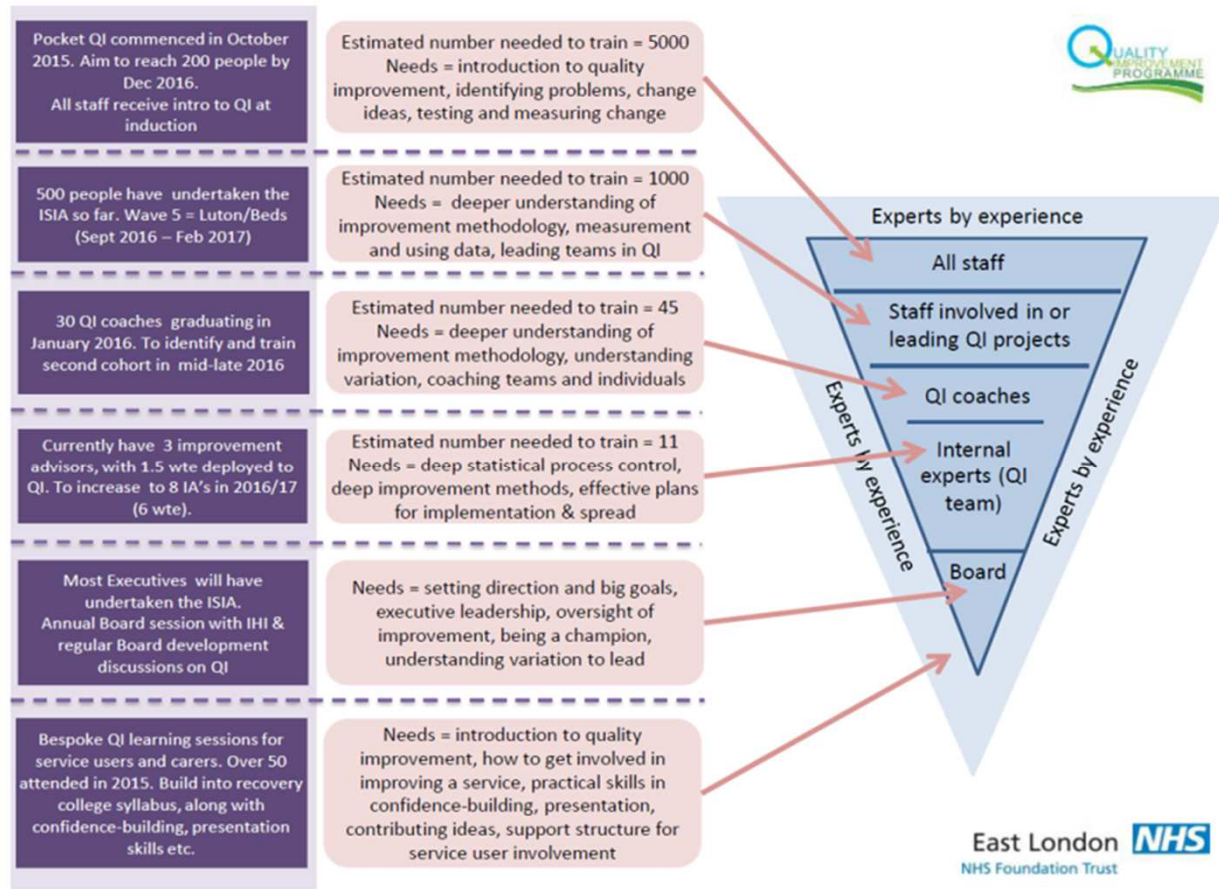 Pocket QI commenced in October
2015. Aim to reach 200 people by
Dec 2016.
All staff receive intro to QI at
induction
Estimated number needed to train = 5000
Needs = introduction to quality
improvement, identifying problems, change
ideas, testing and measuring change
QUALITY
IMPROVEMENT
PROGRAMME
500 people have undertaken the
ISIA so far. Wave 5 = Luton/Beds
(Sept 2016 – Feb 2017)
Estimated number needed to train = 1000
Needs = deeper understanding of
improvement methodology, measurement
and using data, leading teams in QI
30 QI coaches graduating in
January 2016. To identify and train
second cohort in mid-late 2016
Estimated number needed to train = 45
Needs = deeper understanding of
improvement methodology, understanding
variation, coaching teams and individuals
Currently have 3 improvement
advisors, with 1.5 wte deployed to
QI. To increase to 8 IA's in 2016/17
(6 wte).
Estimated number needed to train = 11
Needs = deep statistical process control,
deep improvement methods, effective plans
for implementation & spread
Most Executives will have
undertaken the ISIA.
Annual Board session with IHI &
regular Board development
discussions on QI
Needs = setting direction and big goals,
executive leadership, oversight of
improvement, being a champion,
understanding variation to lead
Bespoke QI learning sessions for
service users and carers. Over 50
attended in 2015. Build into recovery
college syllabus, along with
confidence-building, presentation
skills etc.
Needs = introduction to quality
improvement, how to get involved in
improving a service, practical skills in
confidence-building, presentation,
contributing ideas, support structure for
service user involvement
Experts by experience
All staff
Staff involved in or
leading QI projects
QI coaches
Internal
experts (QI
team)
Board
Experts by experience
Experts by experience
East London NHS
NHS Foundation Trust